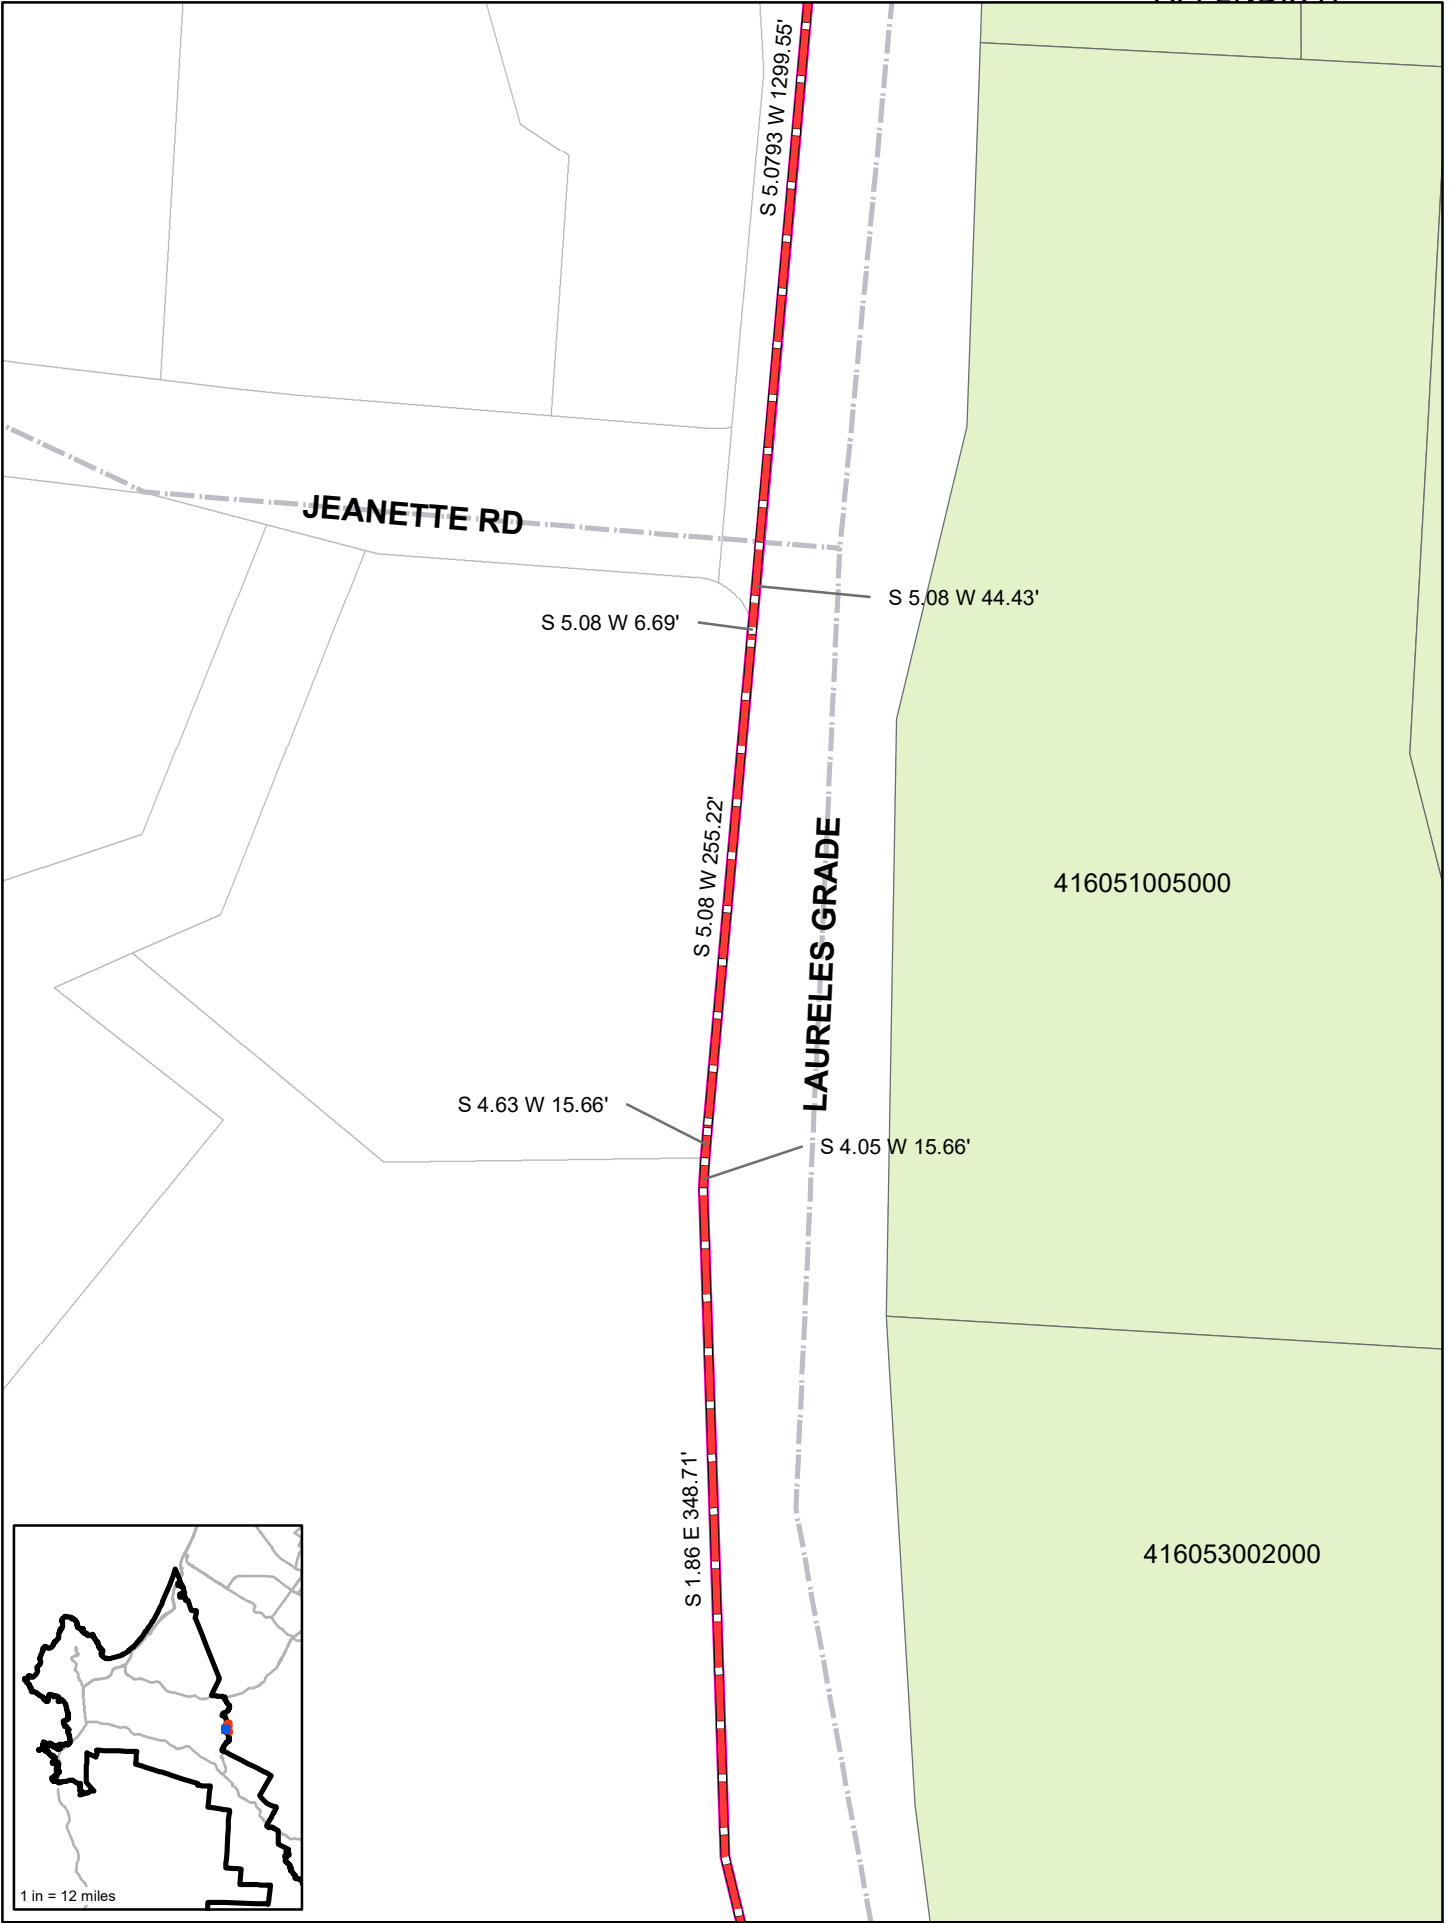 S 5.0793 W 1299.55'
JEANETTE RD
S 5.08 W 44.43'
S 5.08 W 6.69'
S 5.08 W 255.22'
LAURELES GRADE
416051005000
S 4.63 W 15.66'
S 4.05 W 15.66'
S 1.86 E 348.71'
416053002000
1 in = 12 miles